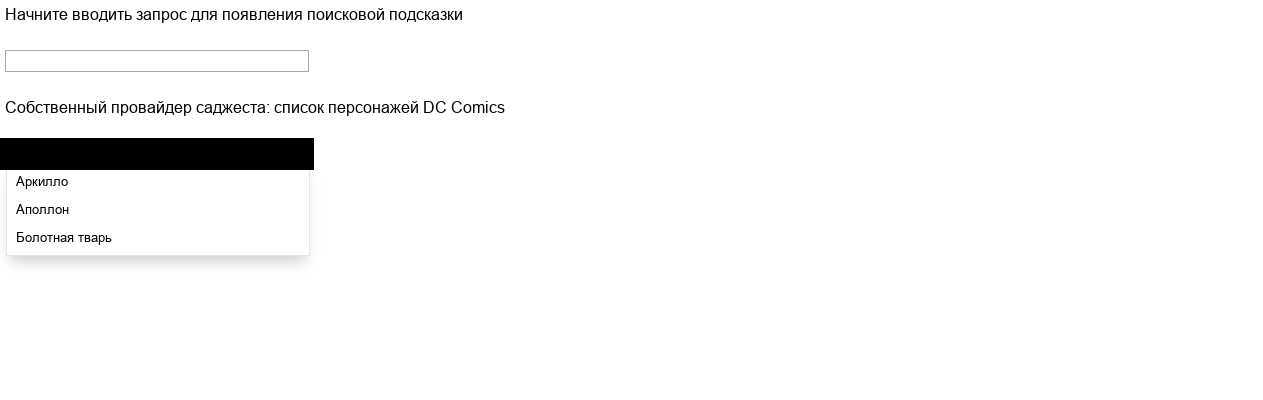 Начните вводить запрос для появления поисковой подсказки
Собственный провайдер саджеста: список персонажей DC Comics
Аркилло
Аполлон
Болотная тварь